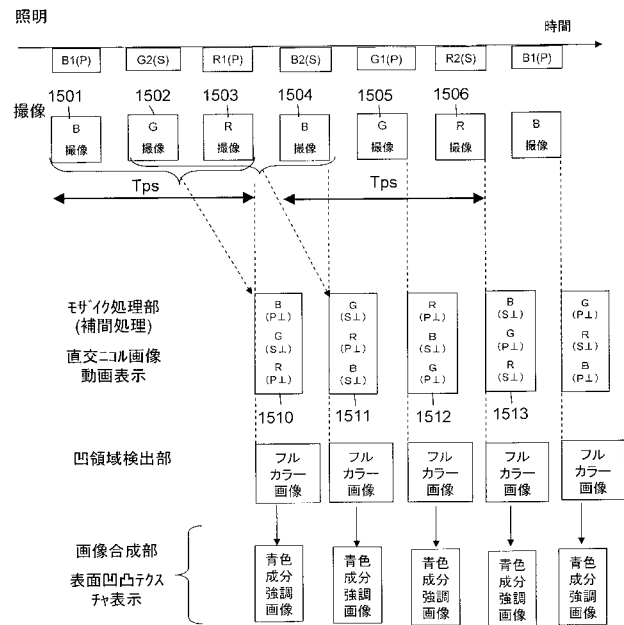 照明
時間
B1(P) G2(S) R1(P) B2(S) G1(P) R2(S) B1(P)
撮像
1501 1502 1503 1504 1505 1506
B G R B G R B
撮像 撮像 撮像 撮像 撮像 撮像 撮像
Tps Tps
モザイク処理部
(補間処理)
直交ニコル画像
動画表示
B G R B G
(P⊥) (S⊥) (P⊥) (S⊥) (P⊥)
G R B G R
(S⊥) (P⊥) (S⊥) (P⊥) (S⊥)
R B G R B
(P⊥) (S⊥) (P⊥) (S⊥) (P⊥)
1510 1511 1512 1513
凹領域検出部
フル フル フル フル フル
カラー カラー カラー カラー カラー
画像 画像 画像 画像 画像
画像合成部
表面凹凸テクス
チャ表示
青色 青色 青色 青色 青色
成分 成分 成分 成分 成分
強調 強調 強調 強調 強調
画像 画像 画像 画像 画像